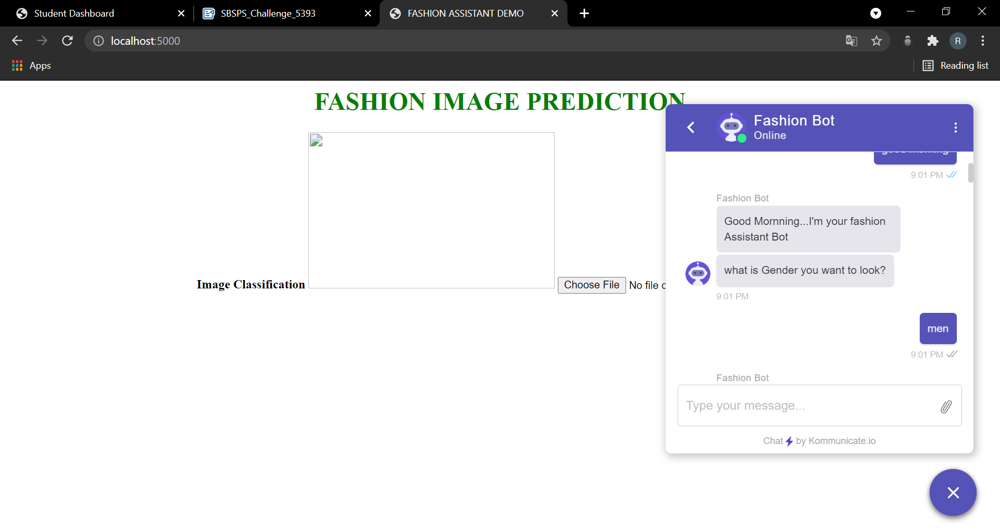 Student Dashboard
SBSPS_Challenge_5393
FASHION ASSISTANT DEMO
localhost:5000
R
Apps
Reading list
FASHION IMAGE PREDICTION
Image Classification
Choose File No file
Fashion Bot
Online
9:01 PM
Fashion Bot
Good Mornning...I'm your fashion
Assistant Bot
what is Gender you want to look?
9:01 PM
men
9:01 PM
Fashion Bot
Type your message...
Chat by Kommunicate.io